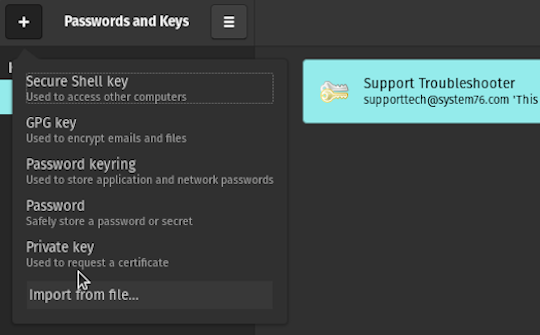 + Passwords and Keys
Secure Shell key
Used to access other computers
GPG key
Used to encrypt emails and files
Password keyring
Used to store application and network passwords
Password
Safely store a password or secret
Private key
Used to request a certificate
Import from file...
Support Troubleshooter
supporttech@system76.com 'This